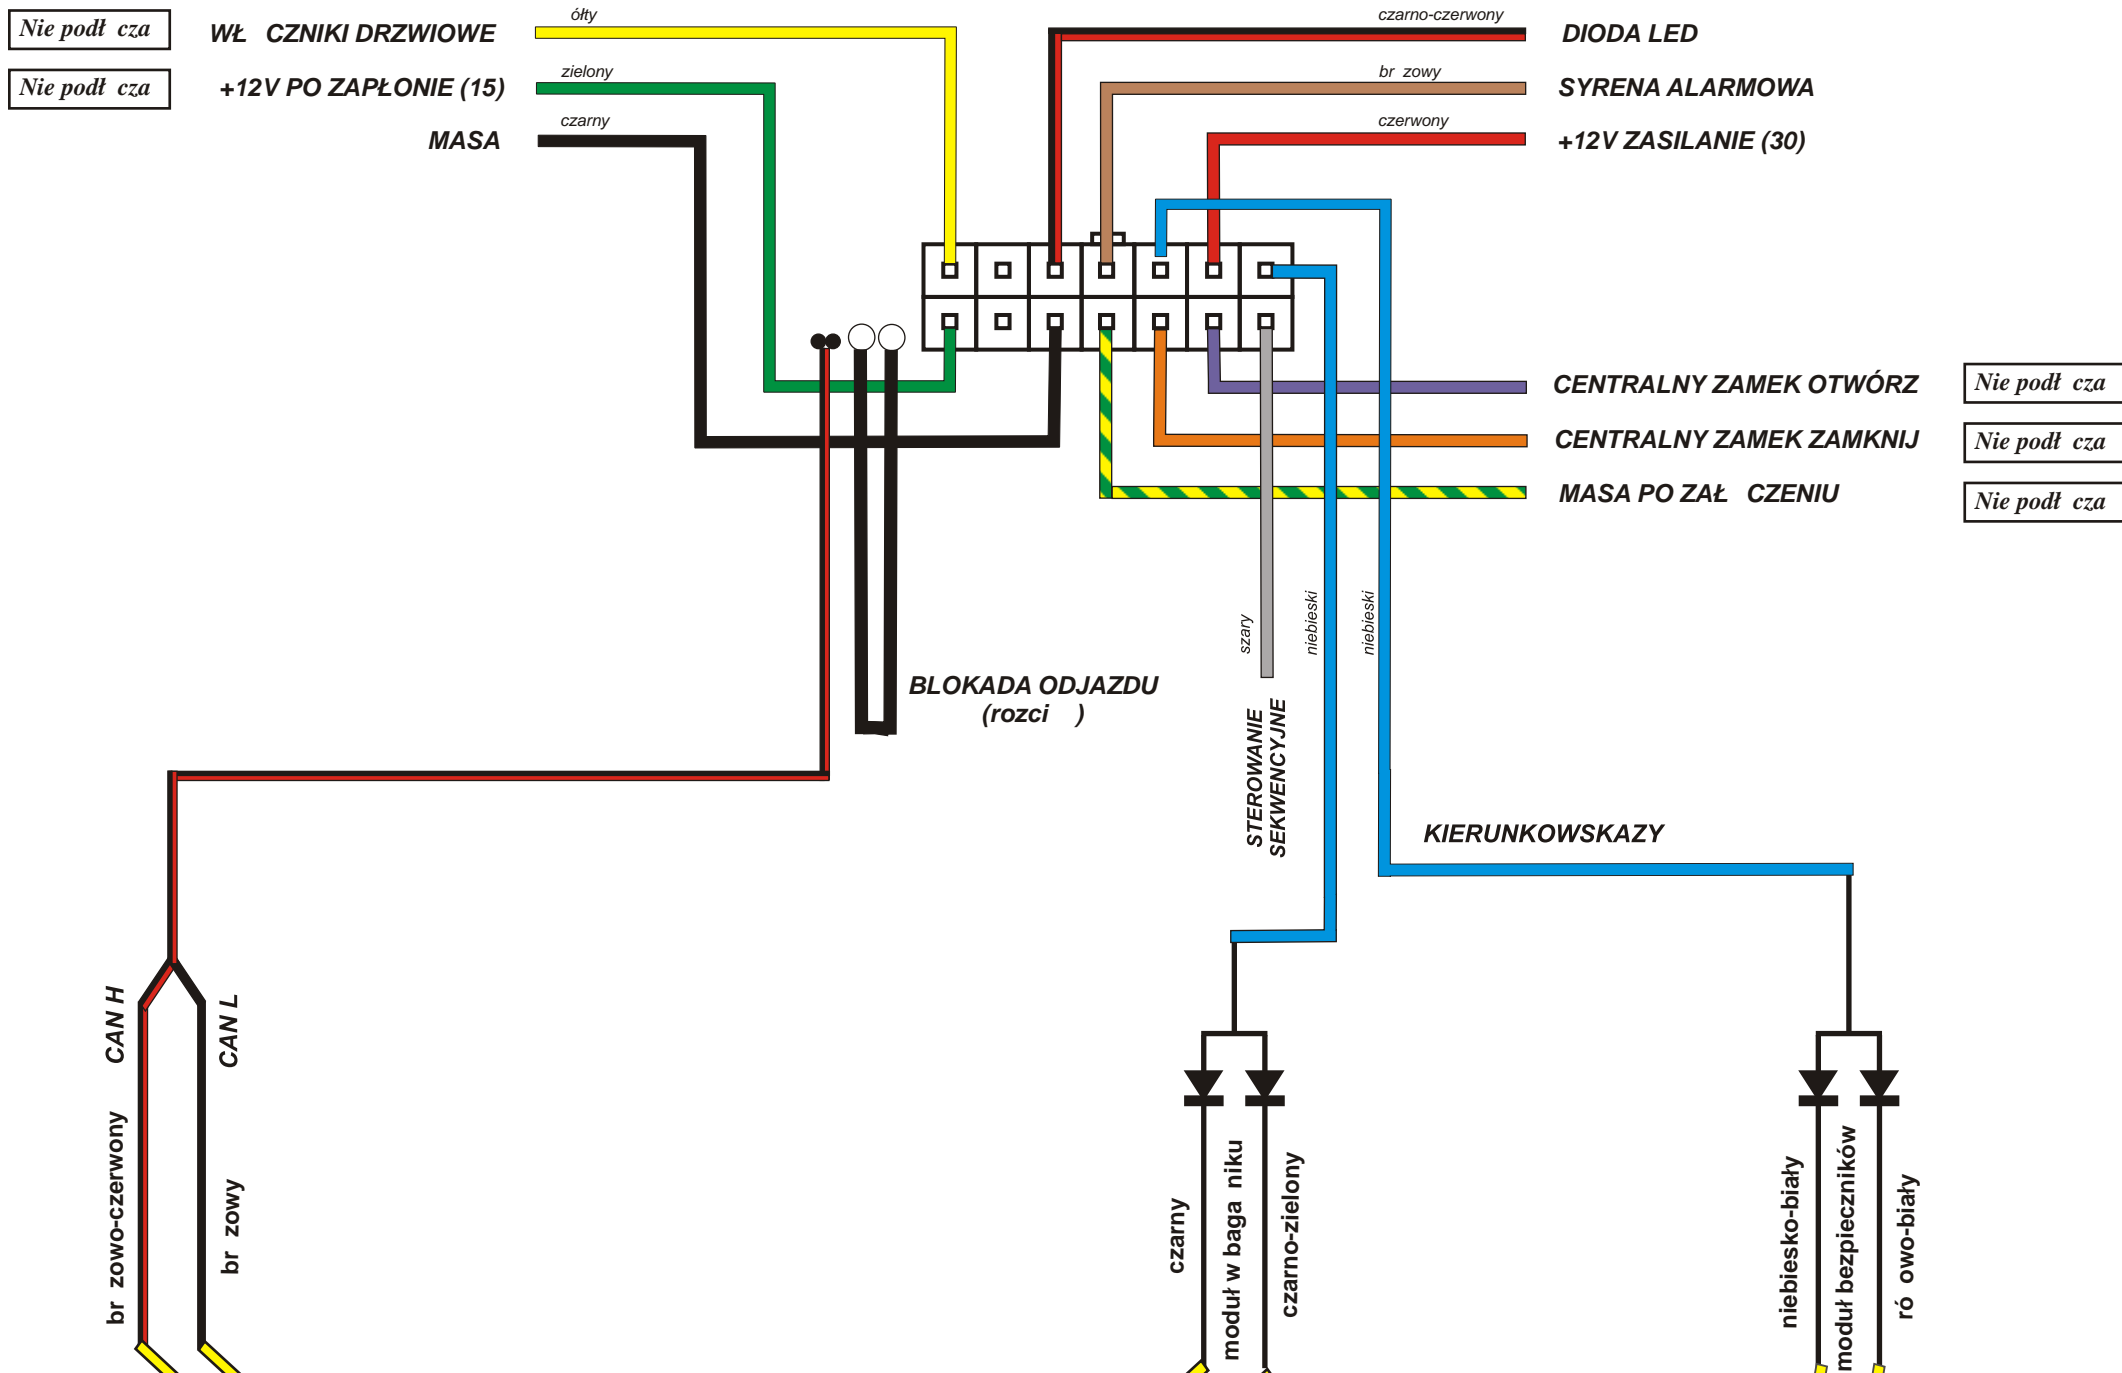 Nie podł cza
WŁ CZNIKI DRZWIOWE
ółty
czarno-czerwony
DIODA LED
Nie podł cza
+12V PO ZAPŁONIE (15)
zielony
br zowy
SYRENA ALARMOWA
MASA
czarny
czerwony
+12V ZASILANIE (30)
CENTRALNY ZAMEK OTWÓRZ
Nie podł cza
CENTRALNY ZAMEK ZAMKNIJ
Nie podł cza
MASA PO ZAŁ CZENIU
Nie podł cza
szary
niebieski
niebieski
BLOKADA ODJAZDU
(rozci )
STEROWANIE
SEKWENCYJNE
KIERUNKOWSKAZY
CAN H
CAN L
br zowo-czerwony
br zowy
czarny
moduł w baga niku
czarno-zielony
niebiesko-biały
moduł bezpieczników
ró owo-biały